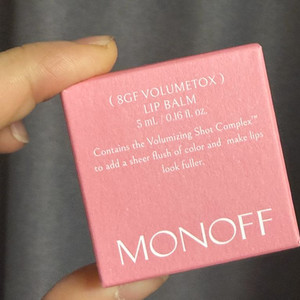 ( 8GF VOLUMETOX )
LIP BALM
5 ml. / 0.16 fl. oz.
Contains the Volumizing Shot Complex™
to add a sheer flush of color and make lips
look fuller.
MONOFF